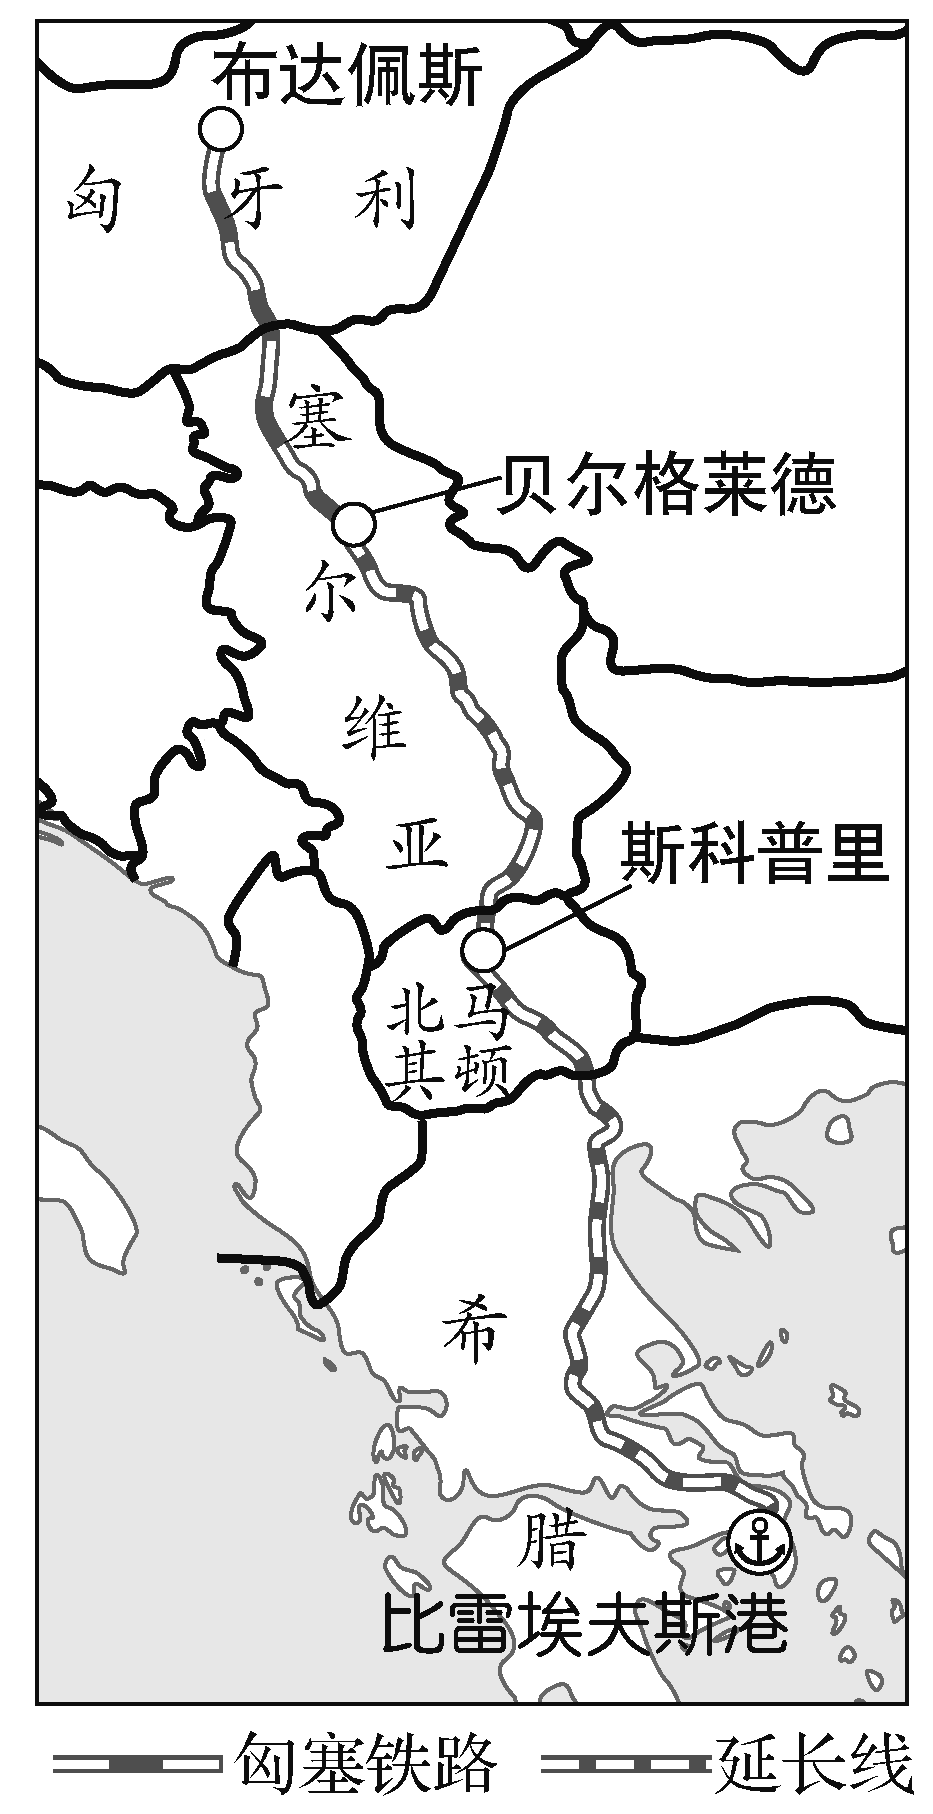 布达佩斯
匈牙利
塞尔维亚
贝尔格莱德
斯科普里
北马
其顿
希腊
比雷埃夫斯港
匈塞铁路
延长线